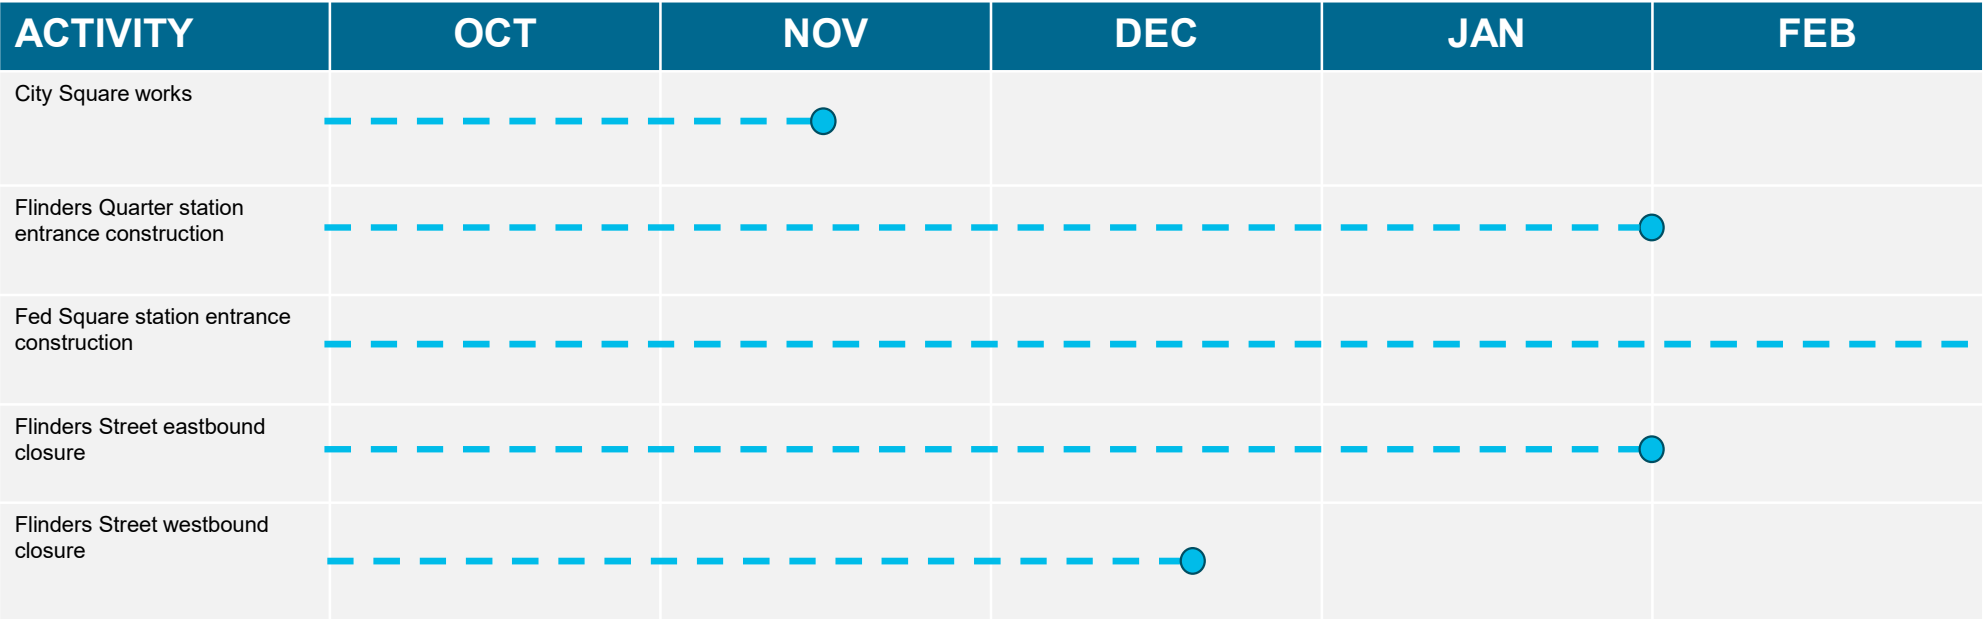 ACTIVITY OCT NOV DEC JAN FEB
City Square works
Flinders Quarter station
entrance construction
Fed Square station entrance
construction
Flinders Street eastbound
closure
Flinders Street westbound
closure